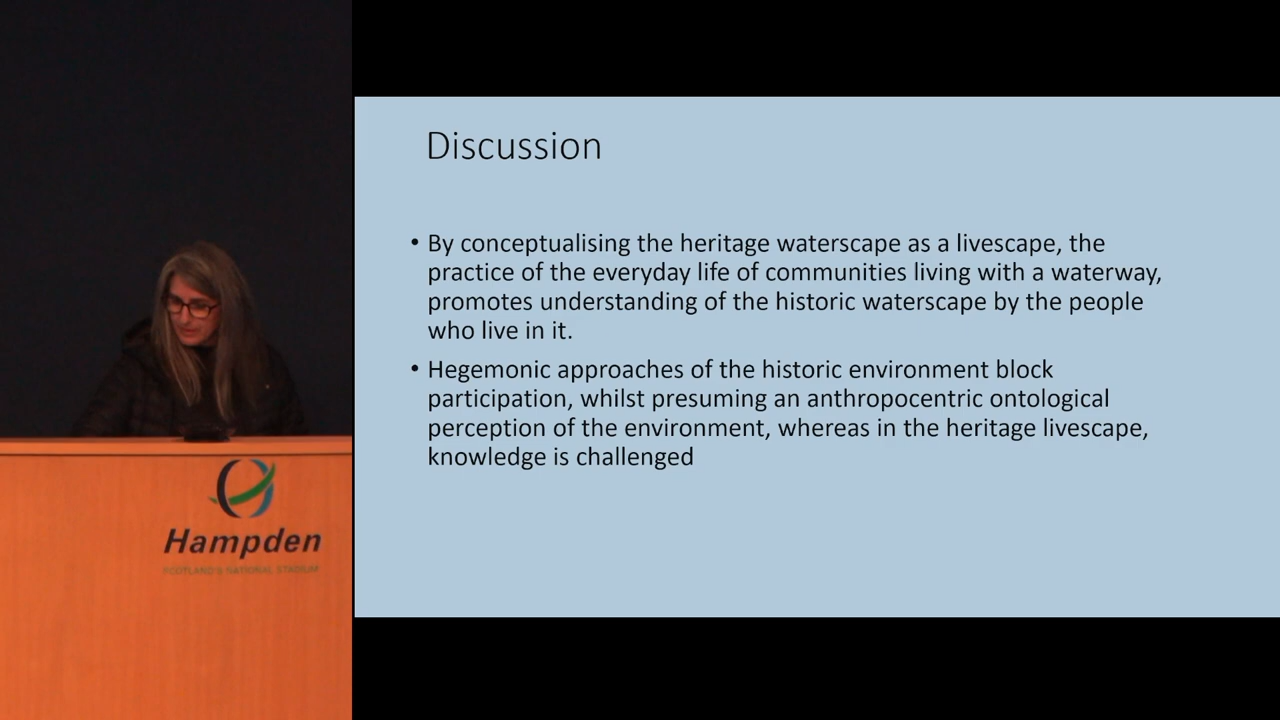 Discussion
• By conceptualising the heritage waterscape as a livescape, the
practice of the everyday life of communities living with a waterway,
promotes understanding of the historic waterscape by the people
who live in it.
• Hegemonic approaches of the historic environment block
participation, whilst presuming an anthropocentric ontological
perception of the environment, whereas in the heritage livescape,
knowledge is challenged
Hampden
SCOTLAND'S NATIONAL STADIUM